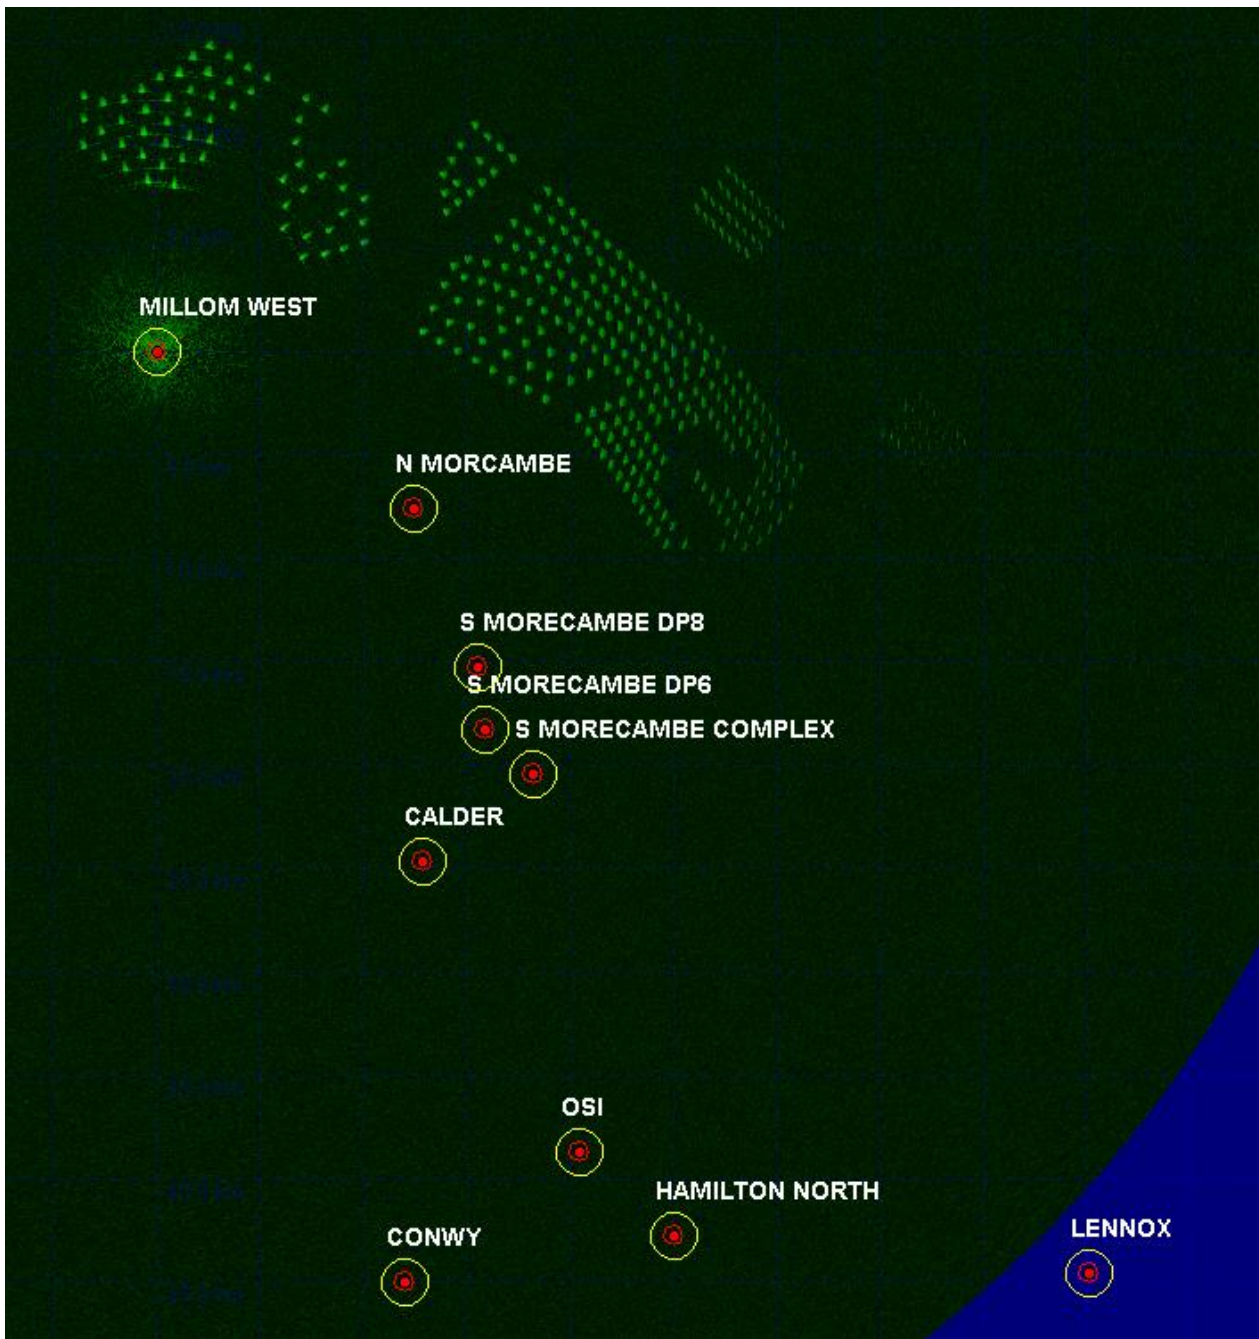 MILLOM WEST
N MORCAMBE
S MORECAMBE DP8
S MORECAMBE DP6
S MORECAMBE COMPLEX
CALDER
OSI
HAMILTON NORTH
LENNOX
CONWY